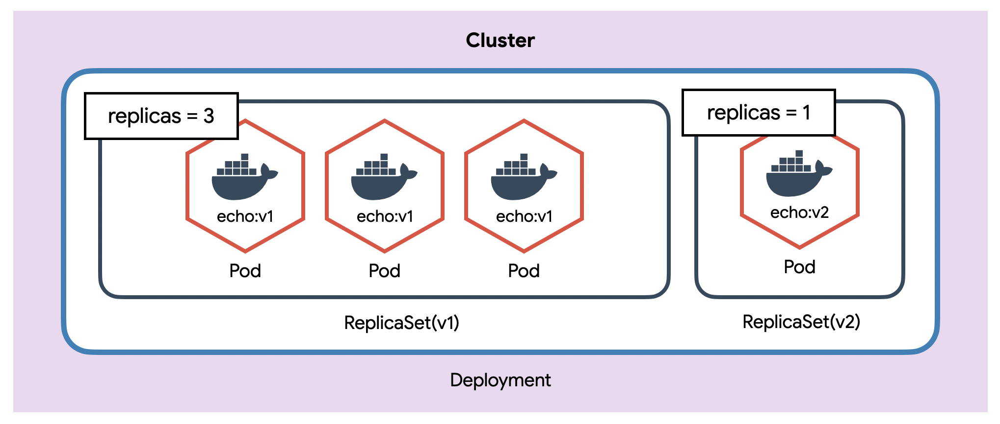 Cluster
replicas = 3
replicas = 1
echo:v1
echo:v1
echo:v1
echo:v2
Pod
Pod
Pod
Pod
ReplicaSet(v1)
ReplicaSet(v2)
Deployment